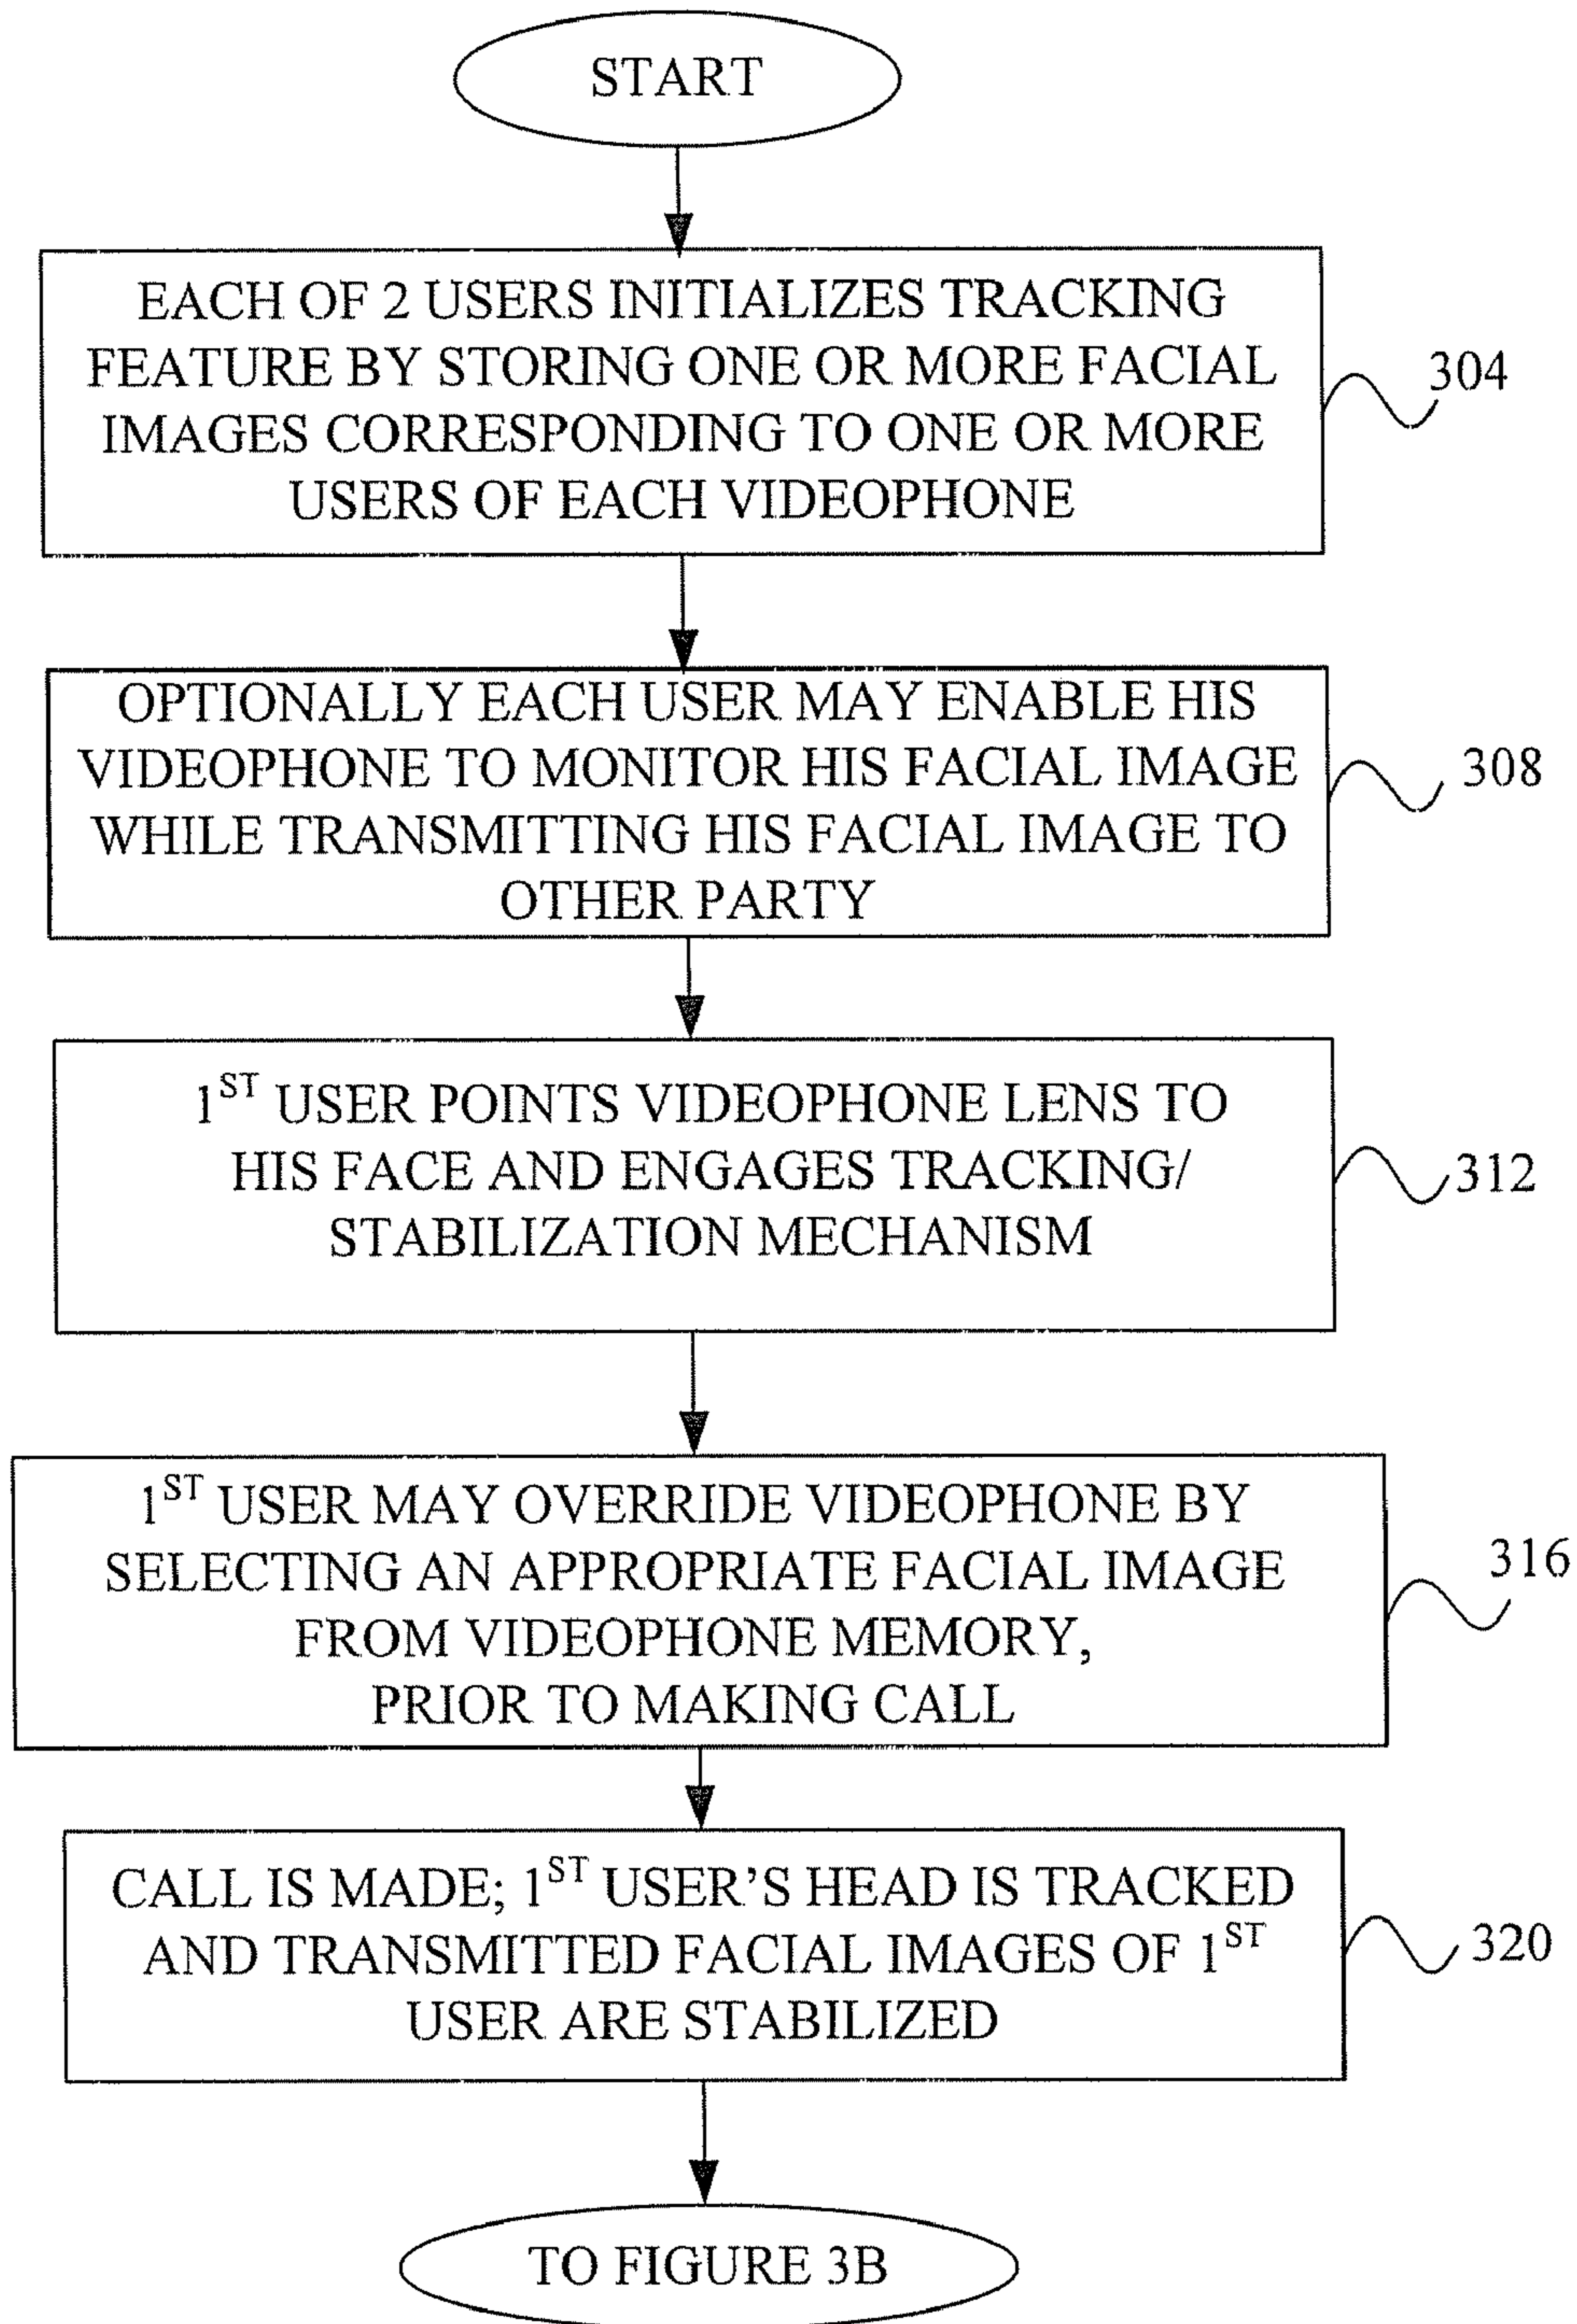 START
EACH OF 2 USERS INITIALIZES TRACKING
FEATURE BY STORING ONE OR MORE FACIAL
IMAGES CORRESPONDING TO ONE OR MORE
USERS OF EACH VIDEOPHONE
304
OPTIONALLY EACH USER MAY ENABLE HIS
VIDEOPHONE TO MONITOR HIS FACIAL IMAGE
WHILE TRANSMITTING HIS FACIAL IMAGE TO
OTHER PARTY
308
1ST USER POINTS VIDEOPHONE LENS TO
HIS FACE AND ENGAGES TRACKING/
STABILIZATION MECHANISM
312
1ST USER MAY OVERRIDE VIDEOPHONE BY
SELECTING AN APPROPRIATE FACIAL IMAGE
FROM VIDEOPHONE MEMORY,
PRIOR TO MAKING CALL
316
CALL IS MADE; 1ST USER'S HEAD IS TRACKED
AND TRANSMITTED FACIAL IMAGES OF 1ST
USER ARE STABILIZED
320
TO FIGURE 3B